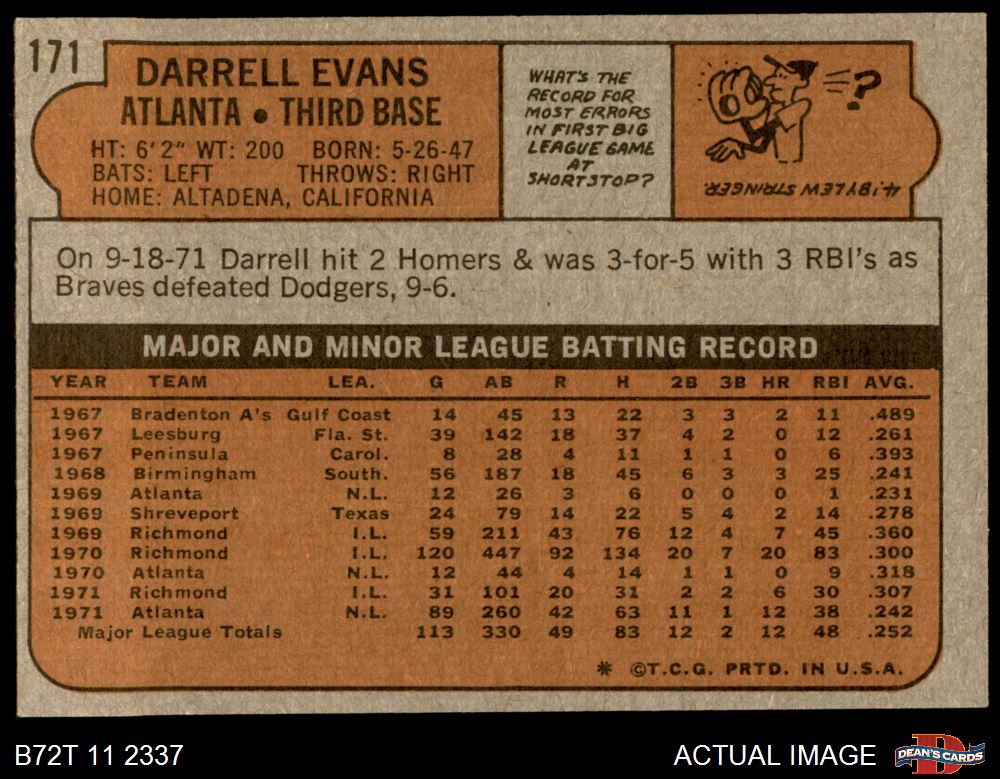 171
DARRELL EVANS
ATLANTA • THIRD BASE
HT: 6'2" WT: 200 BORN: 5-26-47
BATS: LEFT THROWS: RIGHT
HOME: ALTADENA, CALIFORNIA
WHAT'S THE
RECORD FOR
MOST ERRORS
IN FIRST BIG
LEAGUE GAME
AT
SHORTSTOP?
?
4; BY LEW STRINGER
On 9-18-71 Darrell hit 2 Homers & was 3-for-5 with 3 RBI's as
Braves defeated Dodgers, 9-6.
MAJOR AND MINOR LEAGUE BATTING RECORD
YEAR TEAM LEA. G AB R H 2B 3B HR RBI AVG.
1967 Bradenton A's Gulf Coast 14 45 13 22 3 3 2 11 .489
1967 Leesburg Fla. St. 39 142 18 37 4 2 0 12 .261
1967 Peninsula Carol. 8 28 4 11 1 1 0 6 .393
1968 Birmingham South. 56 187 18 45 6 3 3 25 .241
1969 Atlanta N.L. 12 26 3 6 0 0 0 1 .231
1969 Shreveport Texas 24 79 14 22 5 4 2 14 .278
1969 Richmond I.L. 59 211 43 76 12 4 7 45 .360
1970 Richmond I.L. 120 447 92 134 20 7 20 83 .300
1970 Atlanta N.L. 12 44 4 14 1 1 0 9 .318
1971 Richmond I.L. 31 101 20 31 2 2 6 30 .307
1971 Atlanta N.L. 89 260 42 63 11 1 12 38 .242
Major League Totals 113 330 49 83 12 2 12 48 .252
* ©T.C.G. PRTD. IN U.S.A.
B72T 11 2337
ACTUAL IMAGE
DEAN'S CARDS